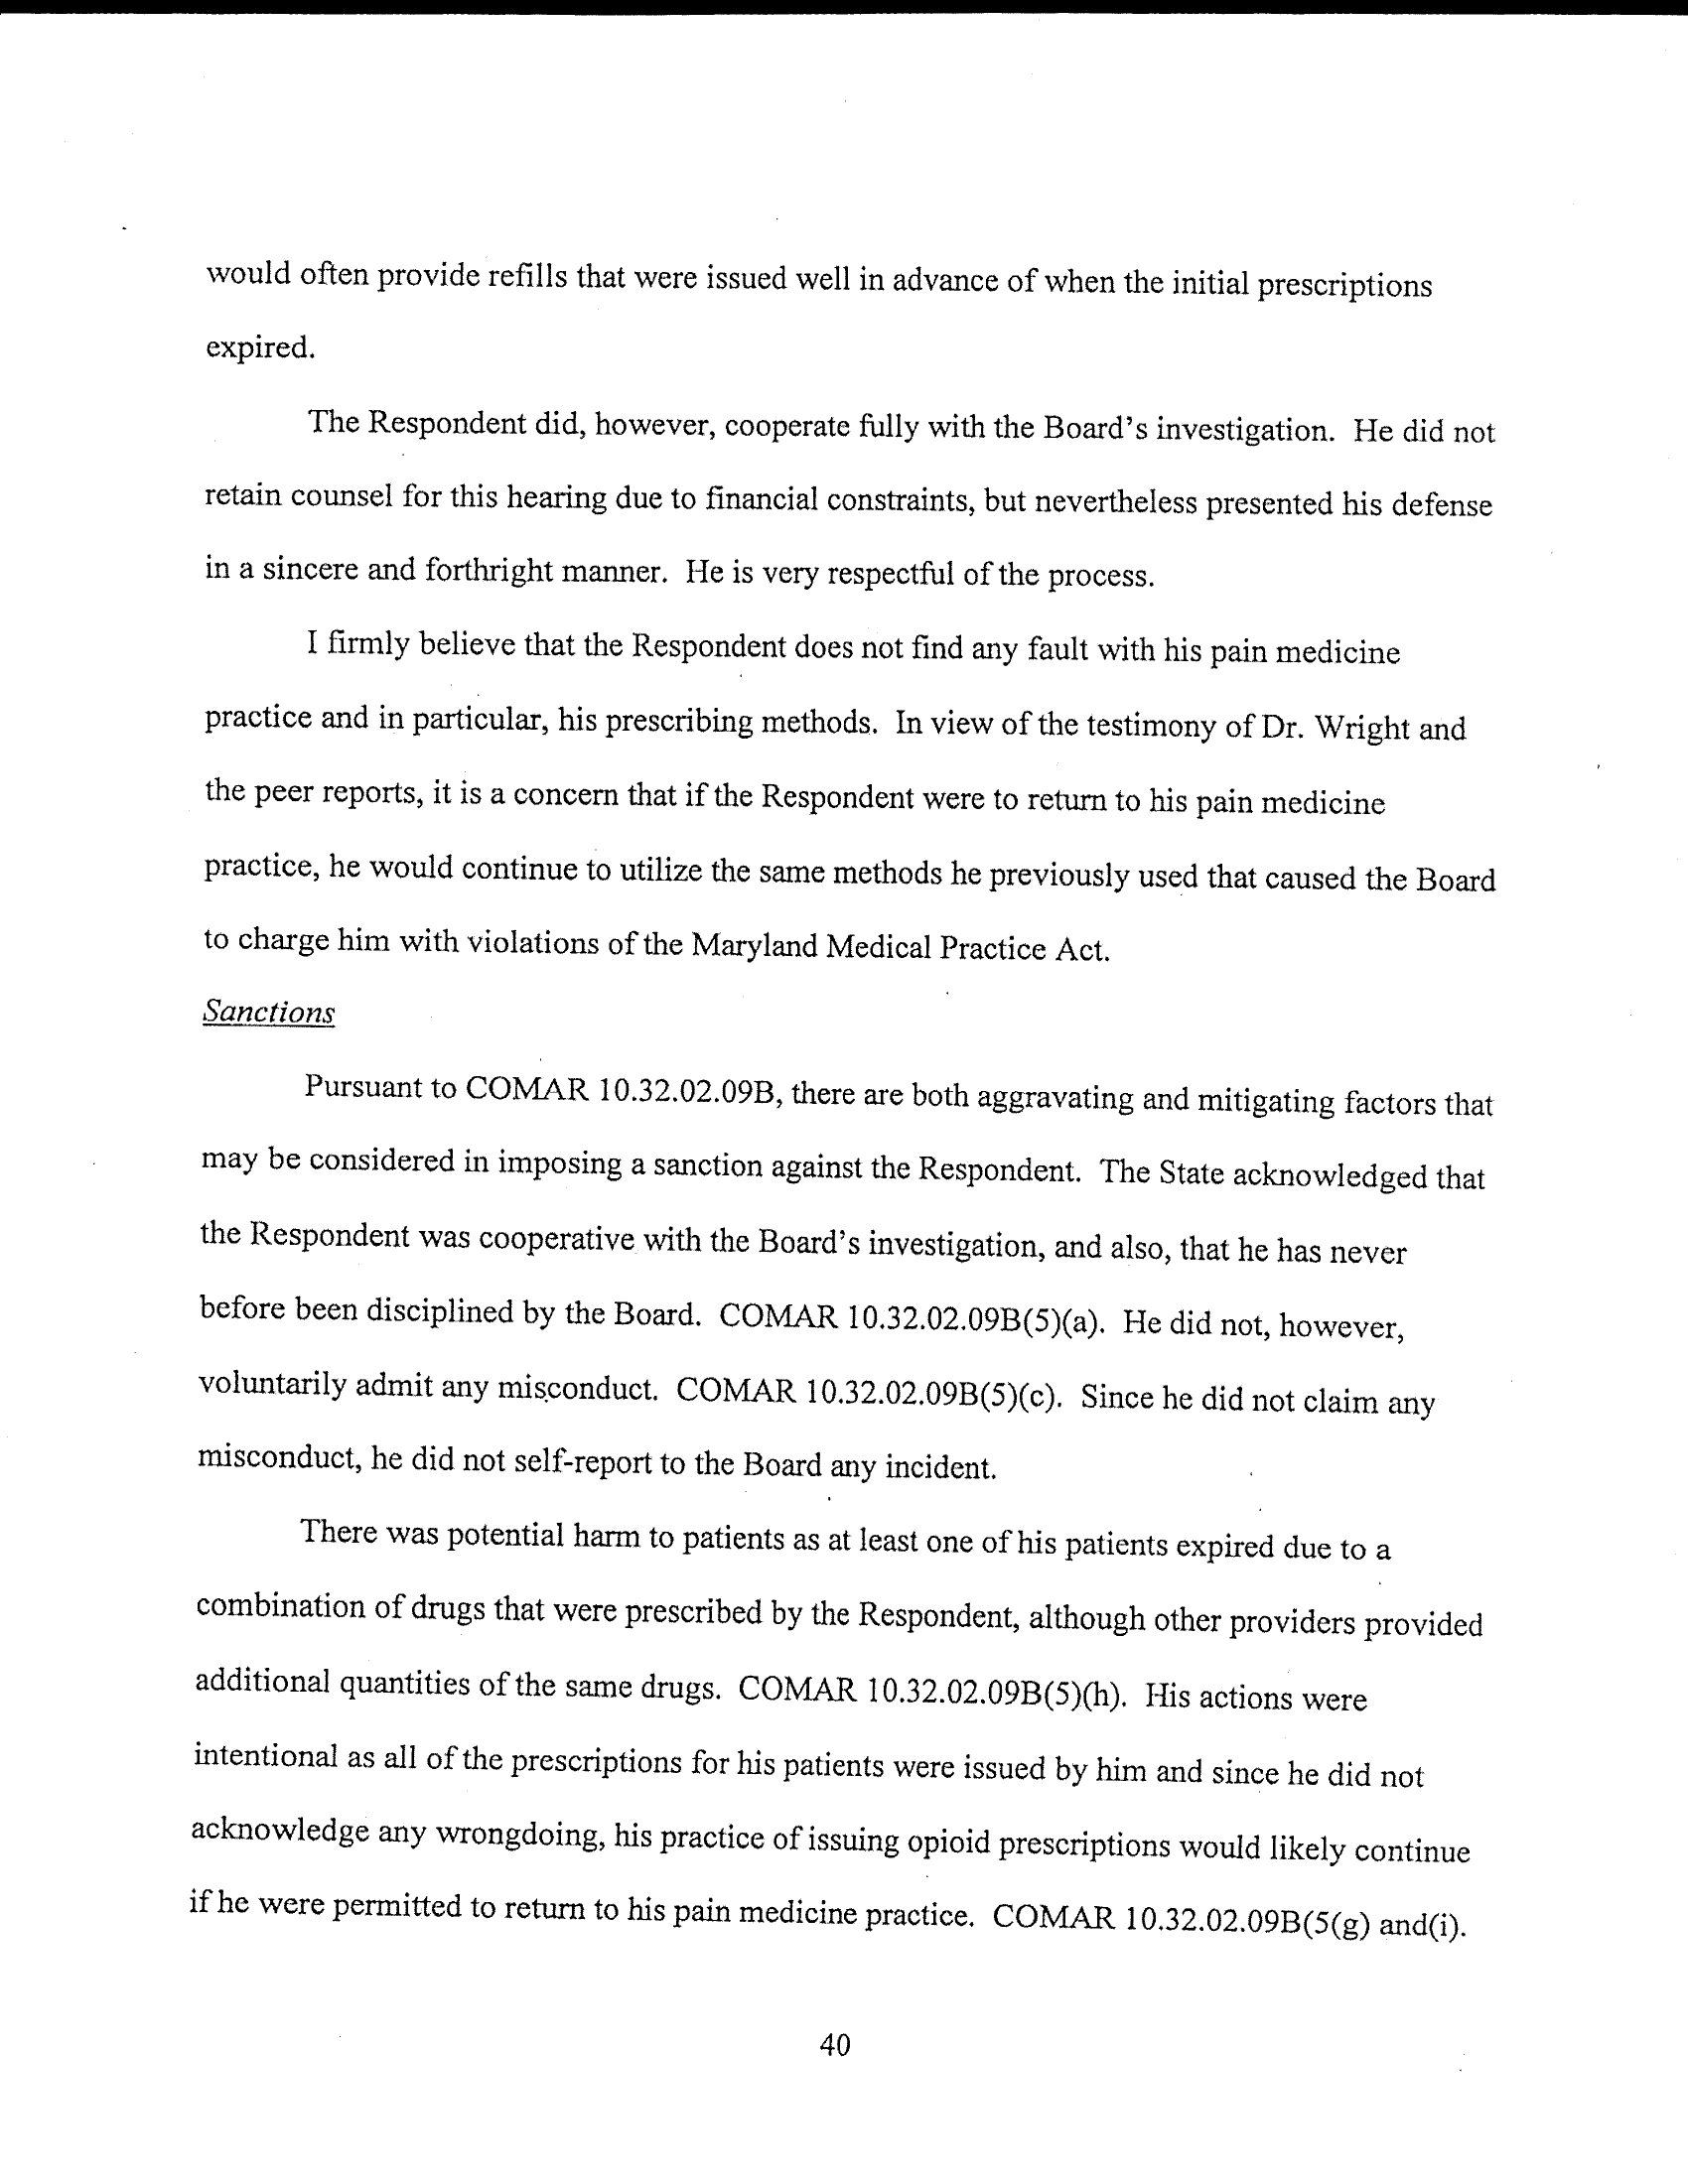 would often provide refills that were issued well in advance of when the initial prescriptions
expired.
The Respondent did, however, cooperate fully with the Board's investigation. He did not
retain counsel for this hearing due to financial constraints, but nevertheless presented his defense
in a sincere and forthright manner. He is very respectful of the process.
I firmly believe that the Respondent does not find any fault with his pain medicine
practice and in particular, his prescribing methods. In view of the testimony of Dr. Wright and
the peer reports, it is a concern that if the Respondent were to return to his pain medicine
practice, he would continue to utilize the same methods he previously used that caused the Board
to charge him with violations of the Maryland Medical Practice Act.
Sanctions
Pursuant to COMAR 10.32.02.09B, there are both aggravating and mitigating factors that
may be considered in imposing a sanction against the Respondent. The State acknowledged that
the Respondent was cooperative with the Board's investigation, and also, that he has never
before been disciplined by the Board. COMAR 10.32.02.09B(5)(a). He did not, however,
voluntarily admit any misconduct. COMAR 10.32.02.09B(5)(c). Since he did not claim any
misconduct, he did not self-report to the Board any incident.
There was potential harm to patients as at least one of his patients expired due to a
combination of drugs that were prescribed by the Respondent, although other providers provided
additional quantities of the same drugs. COMAR 10.32.02.09B(5)(h). His actions were
intentional as all of the prescriptions for his patients were issued by him and since he did not
acknowledge any wrongdoing, his practice of issuing opioid prescriptions would likely continue
if he were permitted to return to his pain medicine practice. COMAR 10.32.02.09B(5(g) and(i).
40